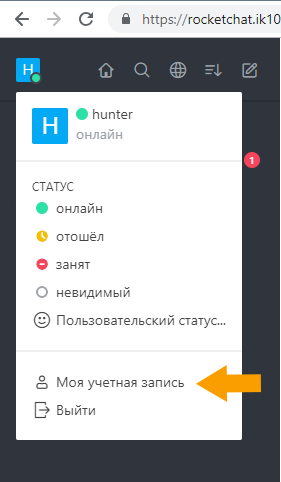 https://rocketchat.ik10
H
H
hunter
онлайн
1
СТАТУС
онлайн
отошёл
занят
невидимый
Пользовательский статус...
Моя учетная запись
Выйти